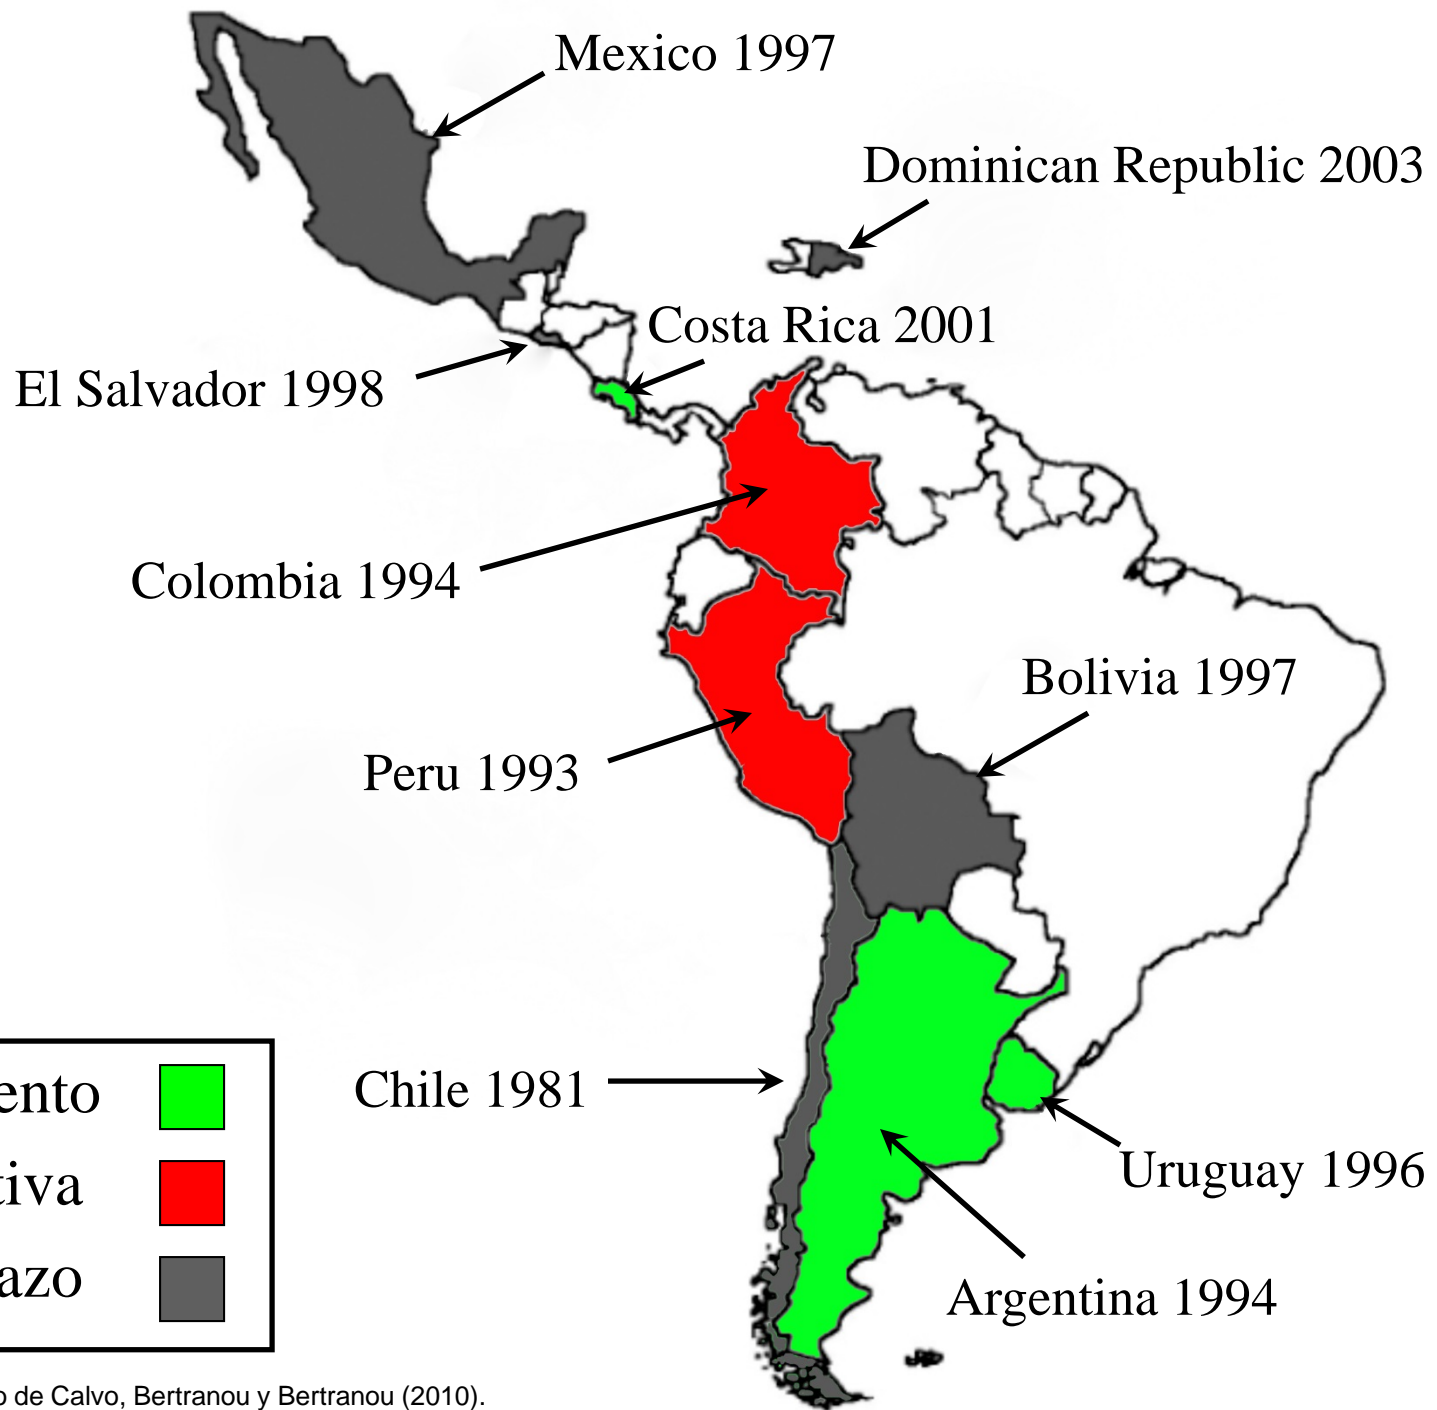 Mexico 1997
Dominican Republic 2003
Costa Rica 2001
El Salvador 1998
Colombia 1994
Bolivia 1997
Peru 1993
Chile 1981
Uruguay 1996
Argentina 1994
ento
tiva
azo
o de Calvo, Bertranou y Bertranou (2010).